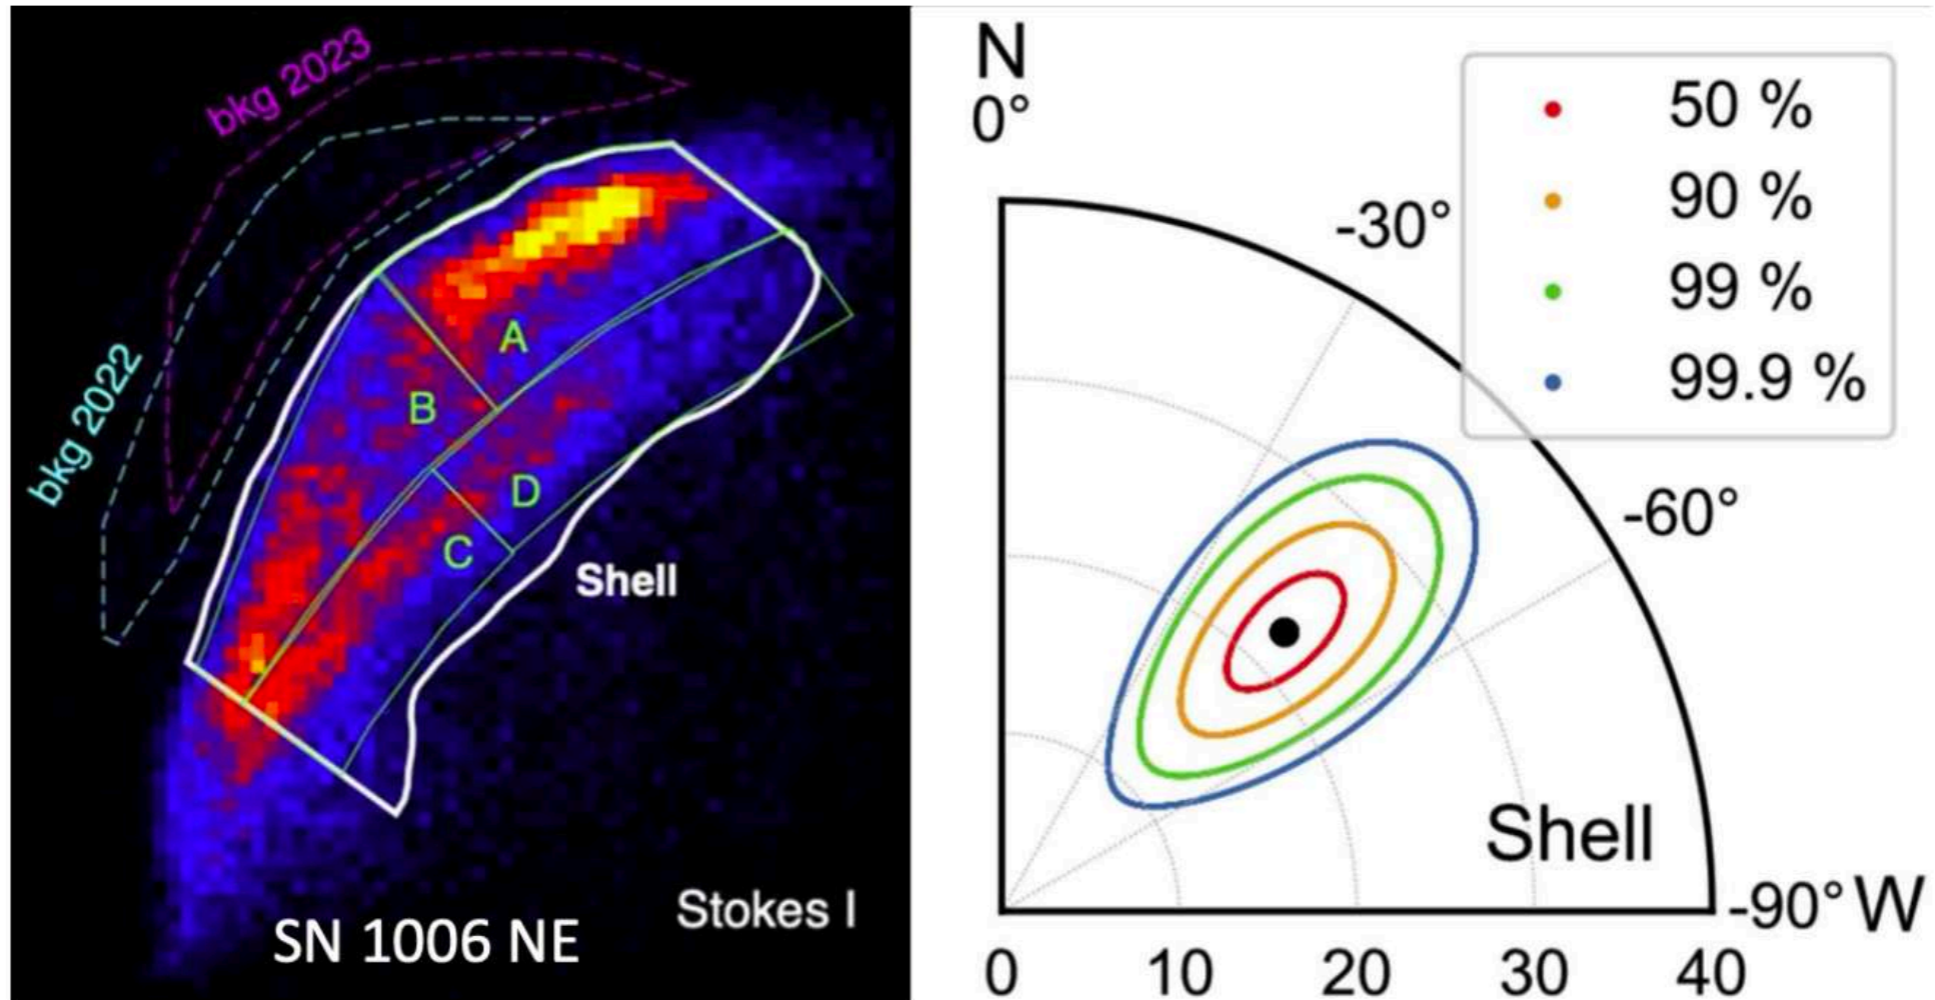 bkg 2023
bkg 2022
A
B
D
C
Shell
Stokes I
SN 1006 NE
N
0°
-30°
-60°
-90° W
50 %
90 %
99 %
99.9 %
Shell
0 10 20 30 40